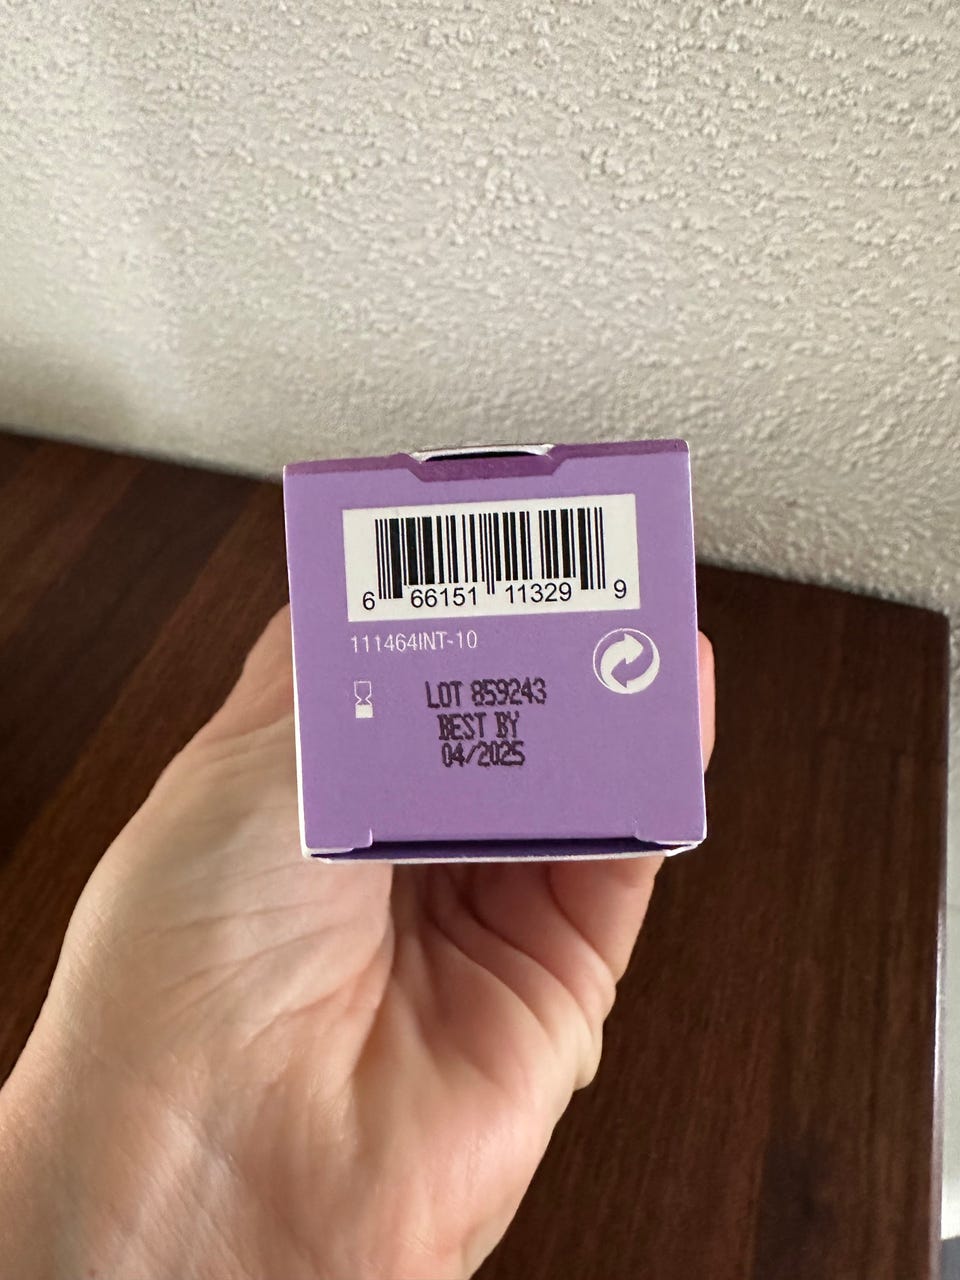 6 66151 11329 9
111464INT-10
LOT 859243
BEST BY
04/2025